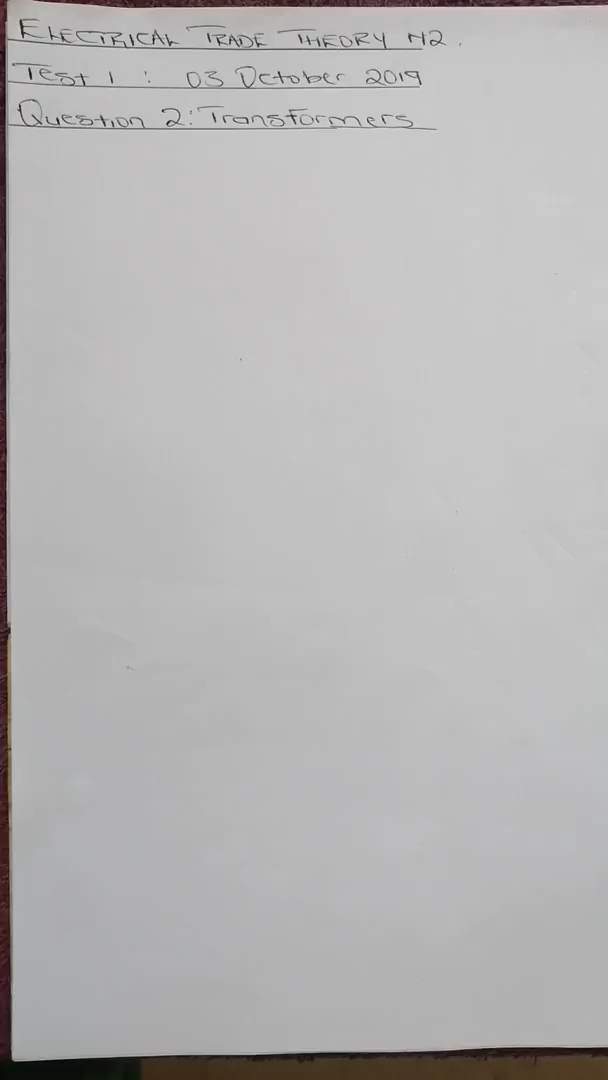 ELECTRICAL TRADE THEORY N2.
Test 1 : 03 October 2019
Question 2: Transformers